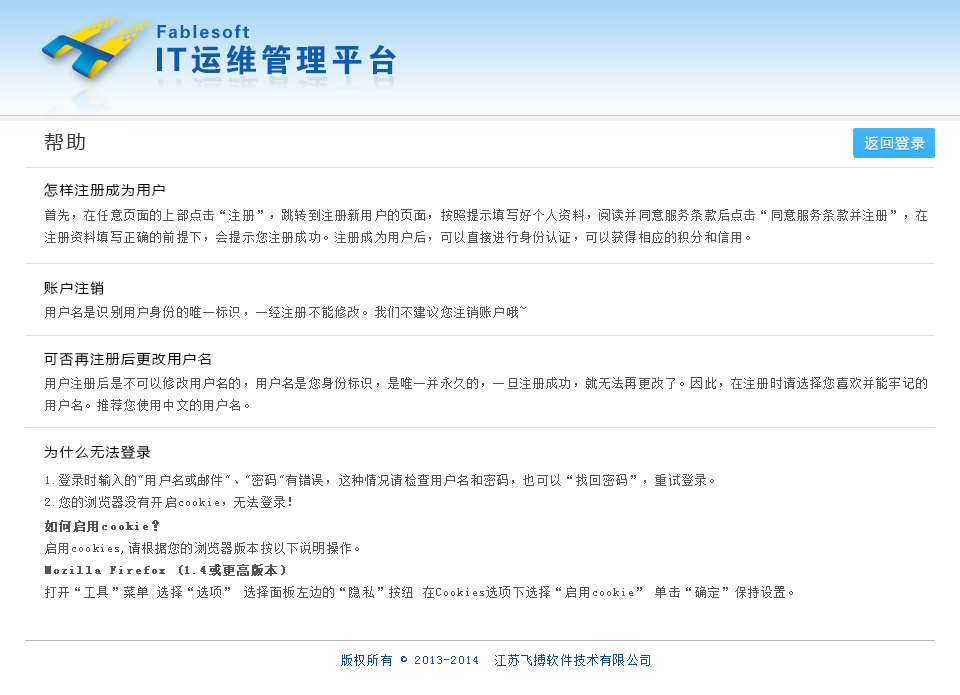 Fablesoft
IT运维管理平台
帮助
返回登录
怎样注册成为用户
首先，在任意页面的上部点击“注册”，跳转到注册新用户的页面，按照提示填写好个人资料，阅读并同意服务条款后点击“同意服务条款并注册”，在
注册资料填写正确的前提下，会提示您注册成功。注册成为用户后，可以直接进行身份认证，可以获得相应的积分和信用。
账户注销
用户名是识别用户身份的唯一标识，一经注册不能修改。我们不建议您注销账户哦~
可否再注册后更改用户名
用户注册后是不可以修改用户名的，用户名是您身份标识，是唯一并永久的，一旦注册成功，就无法再更改了。因此，在注册时请选择您喜欢并能牢记的
用户名。推荐您使用中文的用户名。
为什么无法登录
1.登录时输入的"用户名或邮件"、"密码"有错误，这种情况请检查用户名和密码，也可以“找回密码”，重试登录。
2.您的浏览器没有开启cookie，无法登录!
如何启用cookie？
启用cookies,请根据您的浏览器版本按以下说明操作。
Mozilla Firefox (1.4或更高版本)
打开“工具”菜单 选择“选项” 选择面板左边的“隐私”按钮 在Cookies选项下选择“启用cookie” 单击“确定”保持设置。
版权所有 © 2013-2014 江苏飞搏软件技术有限公司